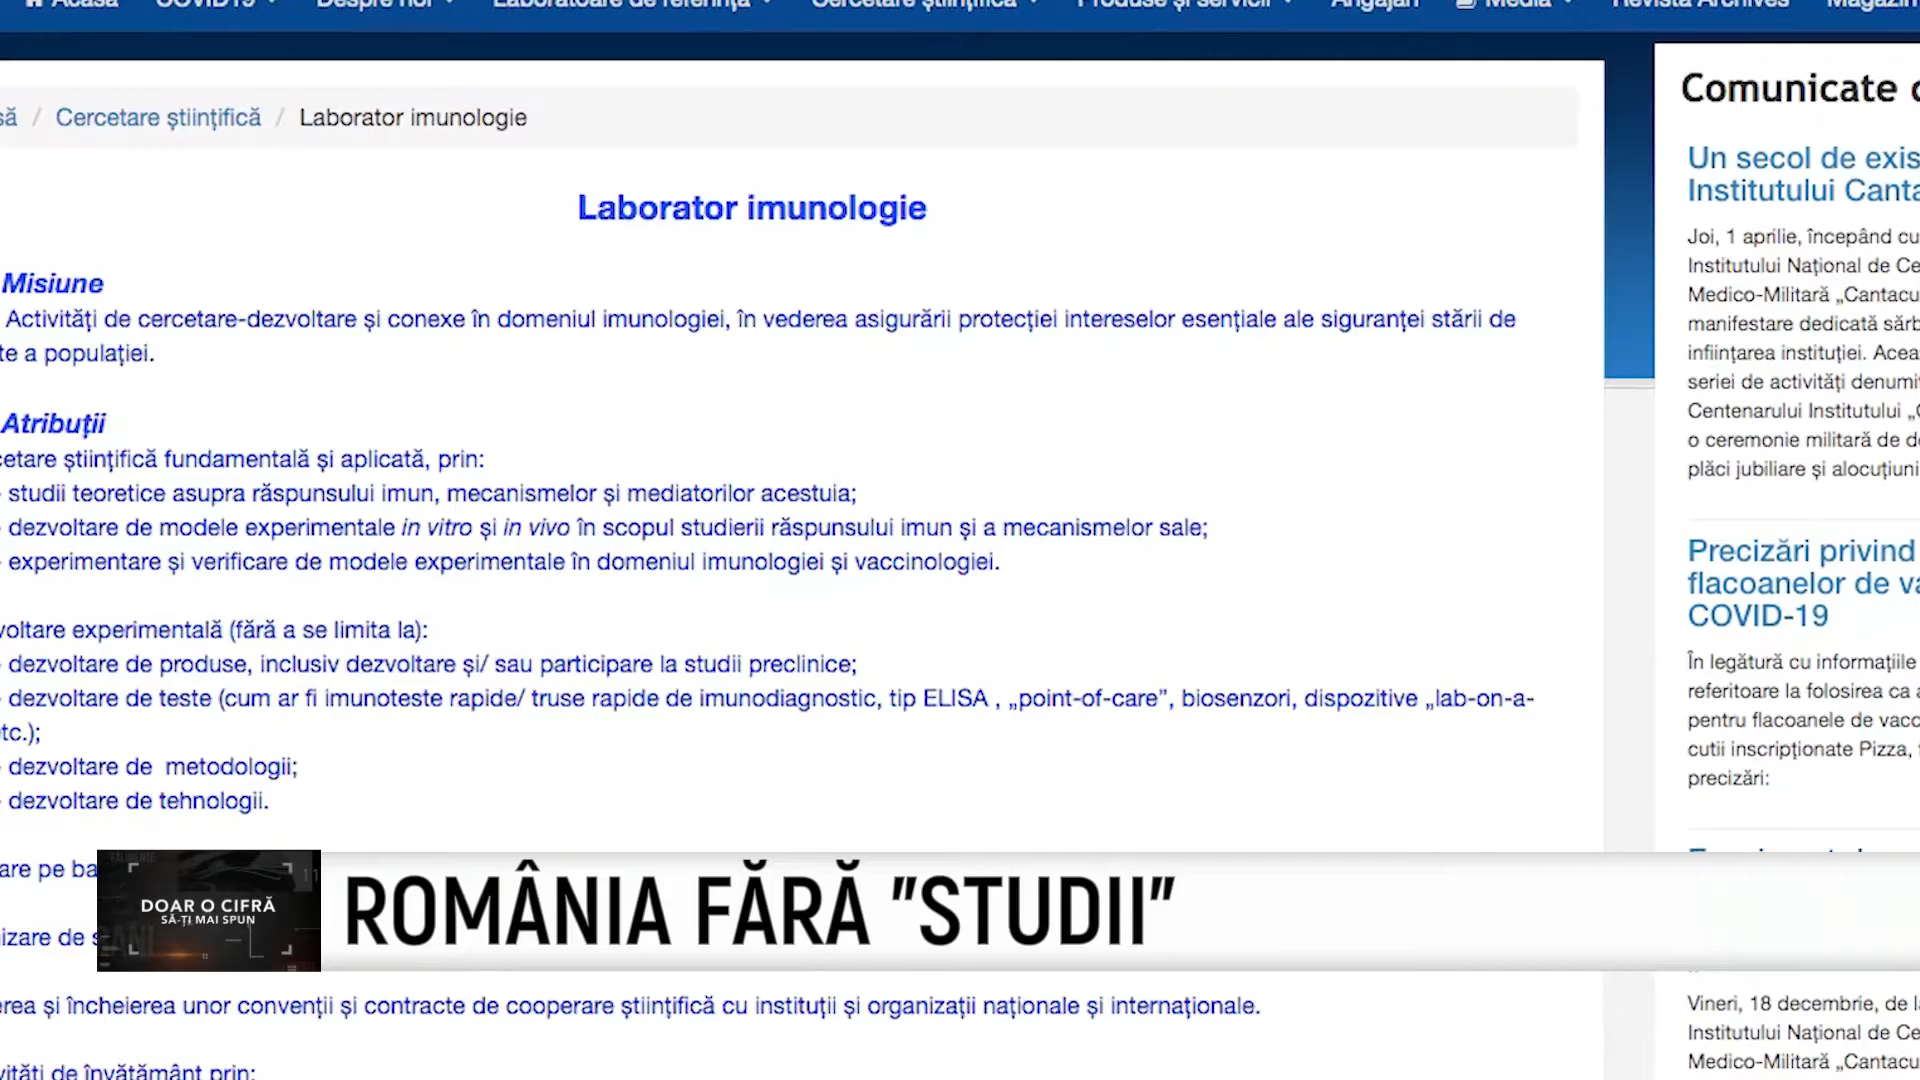 Acasă COVID19 Despre noi Laboratoare de referință Cercetare științifică Produse și servicii Angajări Media Revista Archives Magazin
să / Cercetare științifică / Laborator imunologie
Laborator imunologie
Misiune
Activități de cercetare-dezvoltare și conexe în domeniul imunologiei, în vederea asigurării protecției intereselor esențiale ale siguranței stării de
te a populației.
Atribuții
cetare științifică fundamentală și aplicată, prin:
- studii teoretice asupra răspunsului imun, mecanismelor și mediatorilor acestuia;
- dezvoltare de modele experimentale in vitro și in vivo în scopul studierii răspunsului imun și a mecanismelor sale;
- experimentare și verificare de modele experimentale în domeniul imunologiei și vaccinologiei.
voltare experimentală (fără a se limita la):
- dezvoltare de produse, inclusiv dezvoltare și/ sau participare la studii preclinice;
- dezvoltare de teste (cum ar fi imunoteste rapide/ truse rapide de imunodiagnostic, tip ELISA , „point-of-care”, biosenzori, dispozitive „lab-on-a-
tc.);
- dezvoltare de metodologii;
- dezvoltare de tehnologii.
are pe ba
izare de s
erea și încheierea unor convenții și contracte de cooperare științifică cu instituții și organizații naționale și internaționale.
vități de învățământ prin:
Comunicate d
Un secol de exis
Institutului Canta
Joi, 1 aprilie, începând cu
Institutului Național de Ce
Medico-Militară „Cantacu
manifestare dedicată sărb
inființarea instituției. Acea
seriei de activități denumit
Centenarului Institutului „C
o ceremonie militară de de
plăci jubiliare și alocuțiuni
Precizări privind
flacoanelor de va
COVID-19
În legătură cu informațiile
referitoare la folosirea ca a
pentru flacoanele de vacc
cutii inscripționate Pizza, f
precizări:
Vineri, 18 decembrie, de la
Institutului Național de Ce
Medico-Militară „Cantacu
DOAR O CIFRĂ
SĂ-ȚI MAI SPUN
ROMÂNIA FĂRĂ "STUDII"